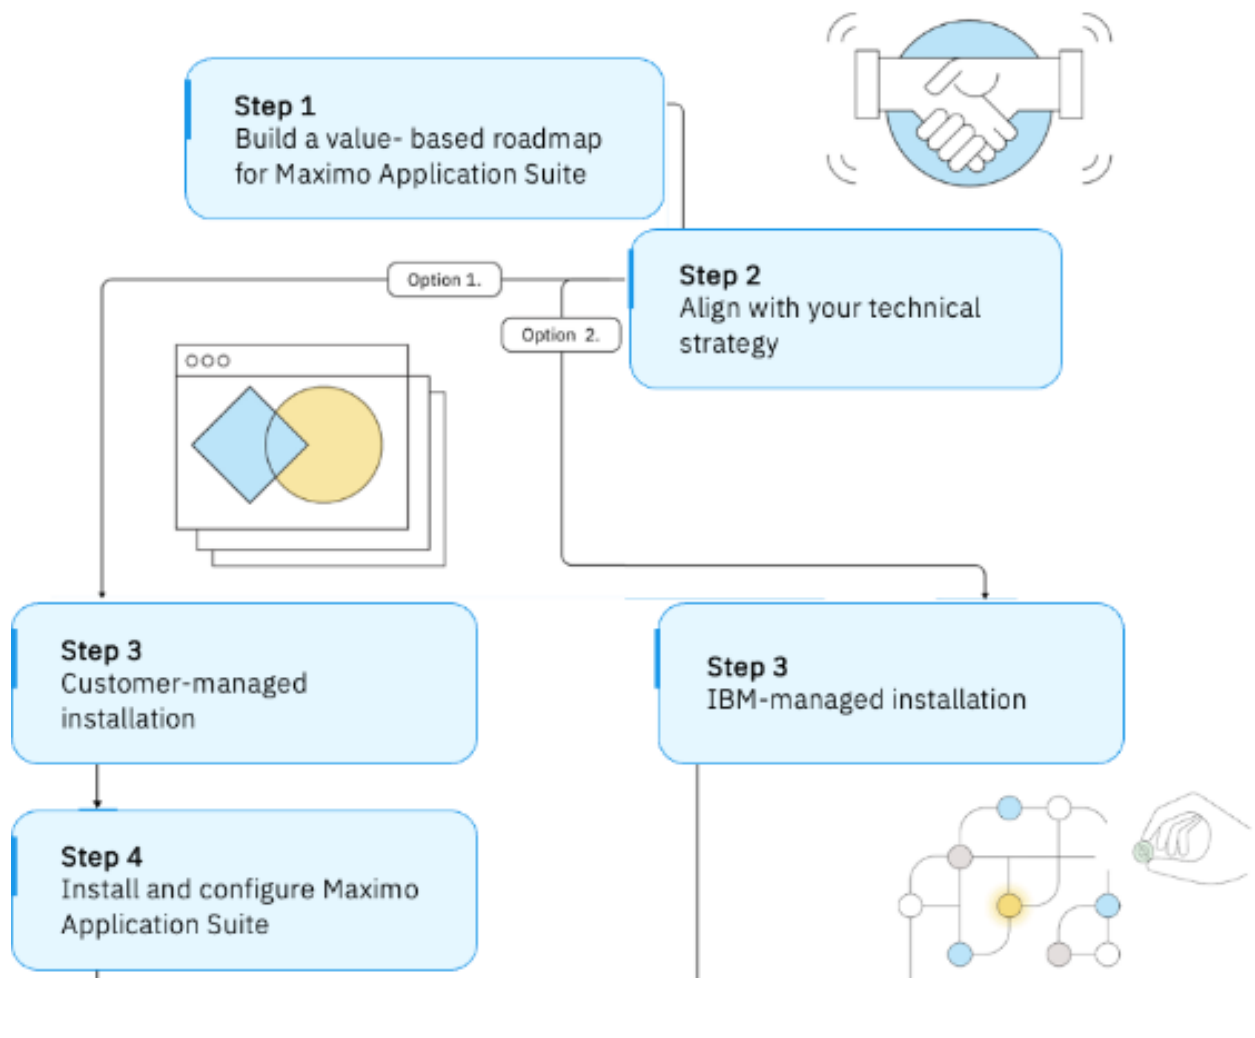 Step 1
Build a value- based roadmap
for Maximo Application Suite
Step 2
Align with your technical
strategy
Option 1.
Option 2.
Step 3
Customer-managed
installation
Step 3
IBM-managed installation
Step 4
Install and configure Maximo
Application Suite